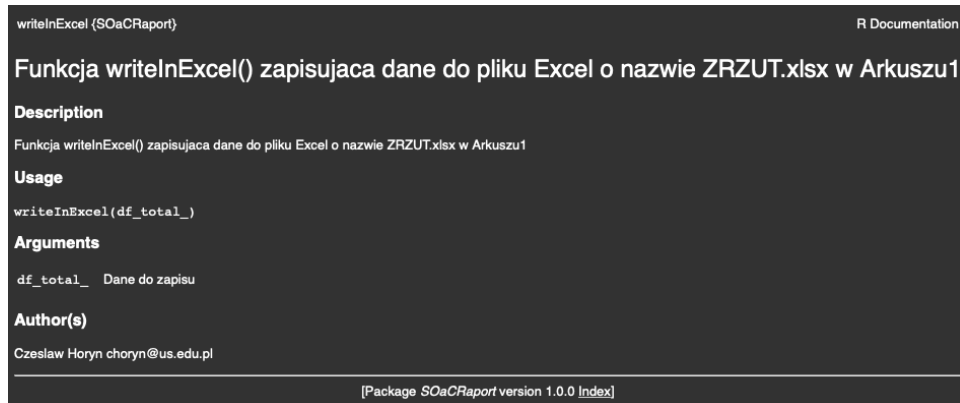 writeInExcel {SOaCRaport} R Documentation
Funkcja writeInExcel() zapisujaca dane do pliku Excel o nazwie ZRZUT.xlsx w Arkuszu1
Description
Funkcja writeInExcel() zapisujaca dane do pliku Excel o nazwie ZRZUT.xlsx w Arkuszu1
Usage
writeInExcel(df_total_)
Arguments
df_total_ Dane do zapisu
Author(s)
Czeslaw Horyn choryn@us.edu.pl
[Package SOaCRaport version 1.0.0 Index]